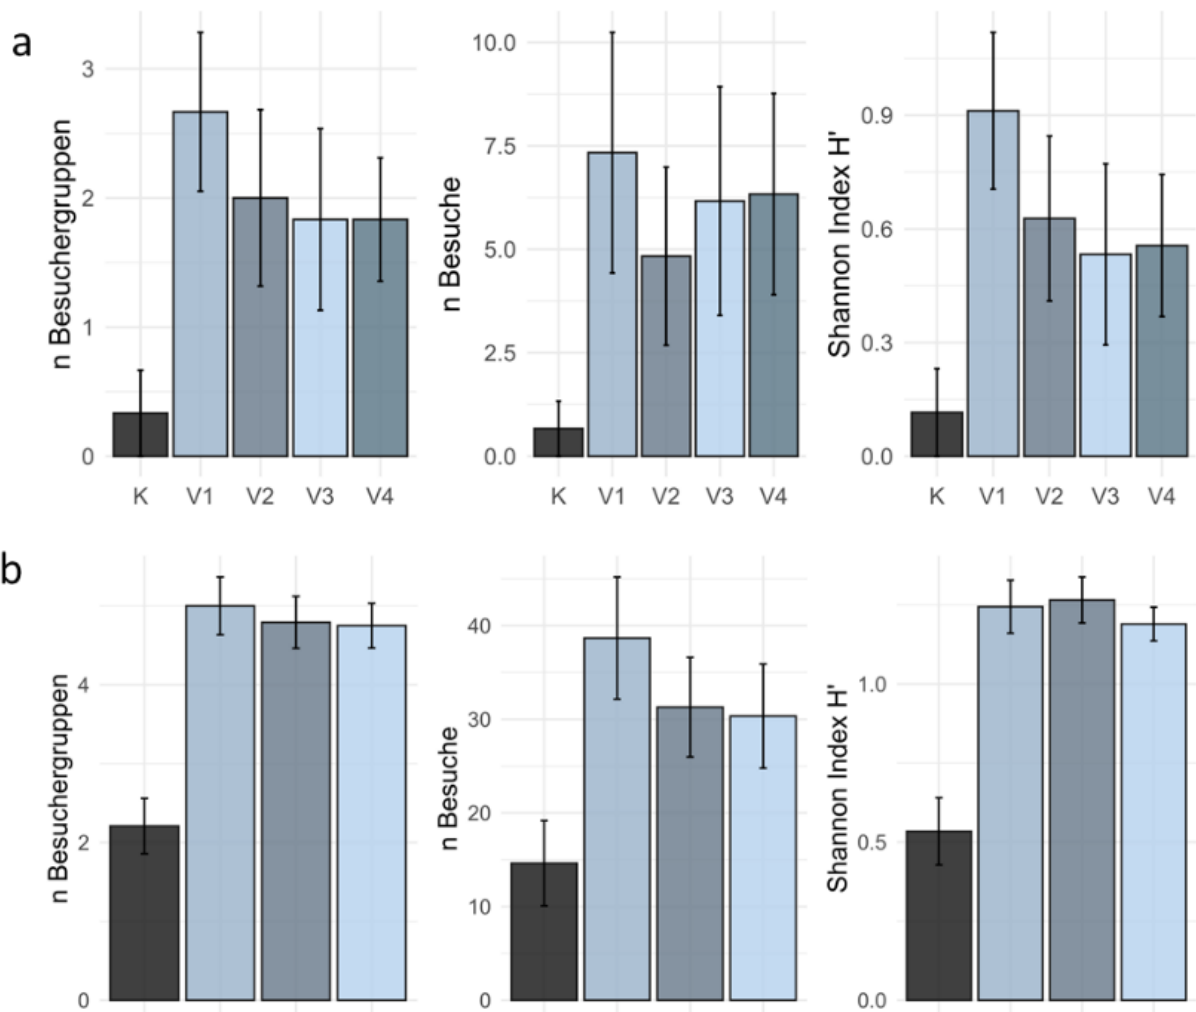 a
n Besuchergruppen
3
2
1
0
K V1 V2 V3 V4
n Besuche
10.0
7.5
5.0
2.5
0.0
K V1 V2 V3 V4
Shannon Index H'
0.9
0.6
0.3
0.0
K V1 V2 V3 V4
b
n Besuchergruppen
4
2
0
n Besuche
40
30
20
10
0
Shannon Index H'
1.0
0.5
0.0